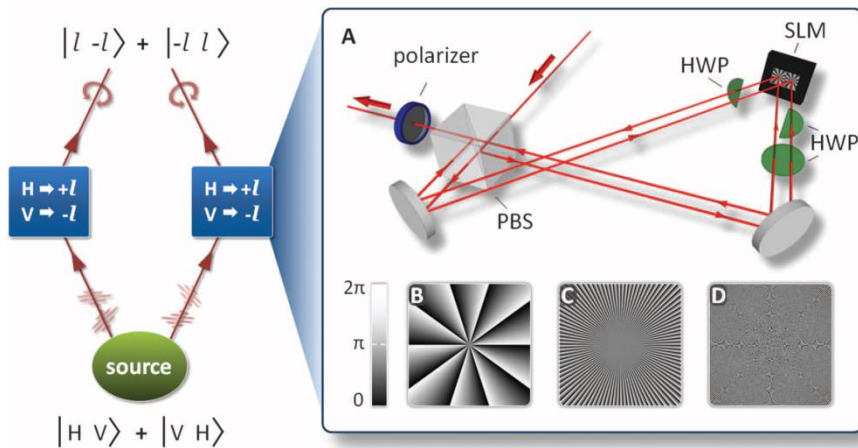 |l -l⟩ + |-l l⟩
H ➡ +l
V ➡ -l
H ➡ +l
V ➡ -l
source
|H V⟩ + |V H⟩
A
polarizer
PBS
HWP
SLM
HWP
2π
π
0
B
C
D